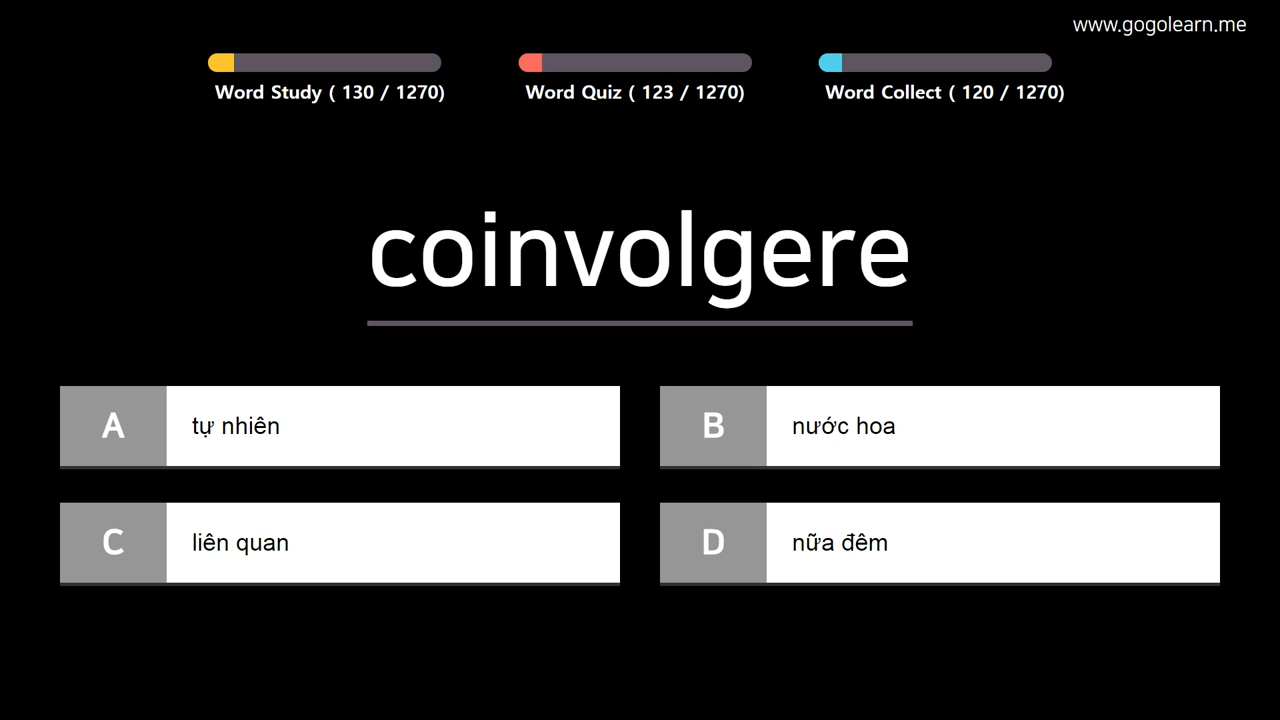 www.gogolearn.me
Word Study ( 130 / 1270)
Word Quiz ( 123 / 1270)
Word Collect ( 120 / 1270)
coinvolgere
A tự nhiên
B nước hoa
C liên quan
D nữa đêm